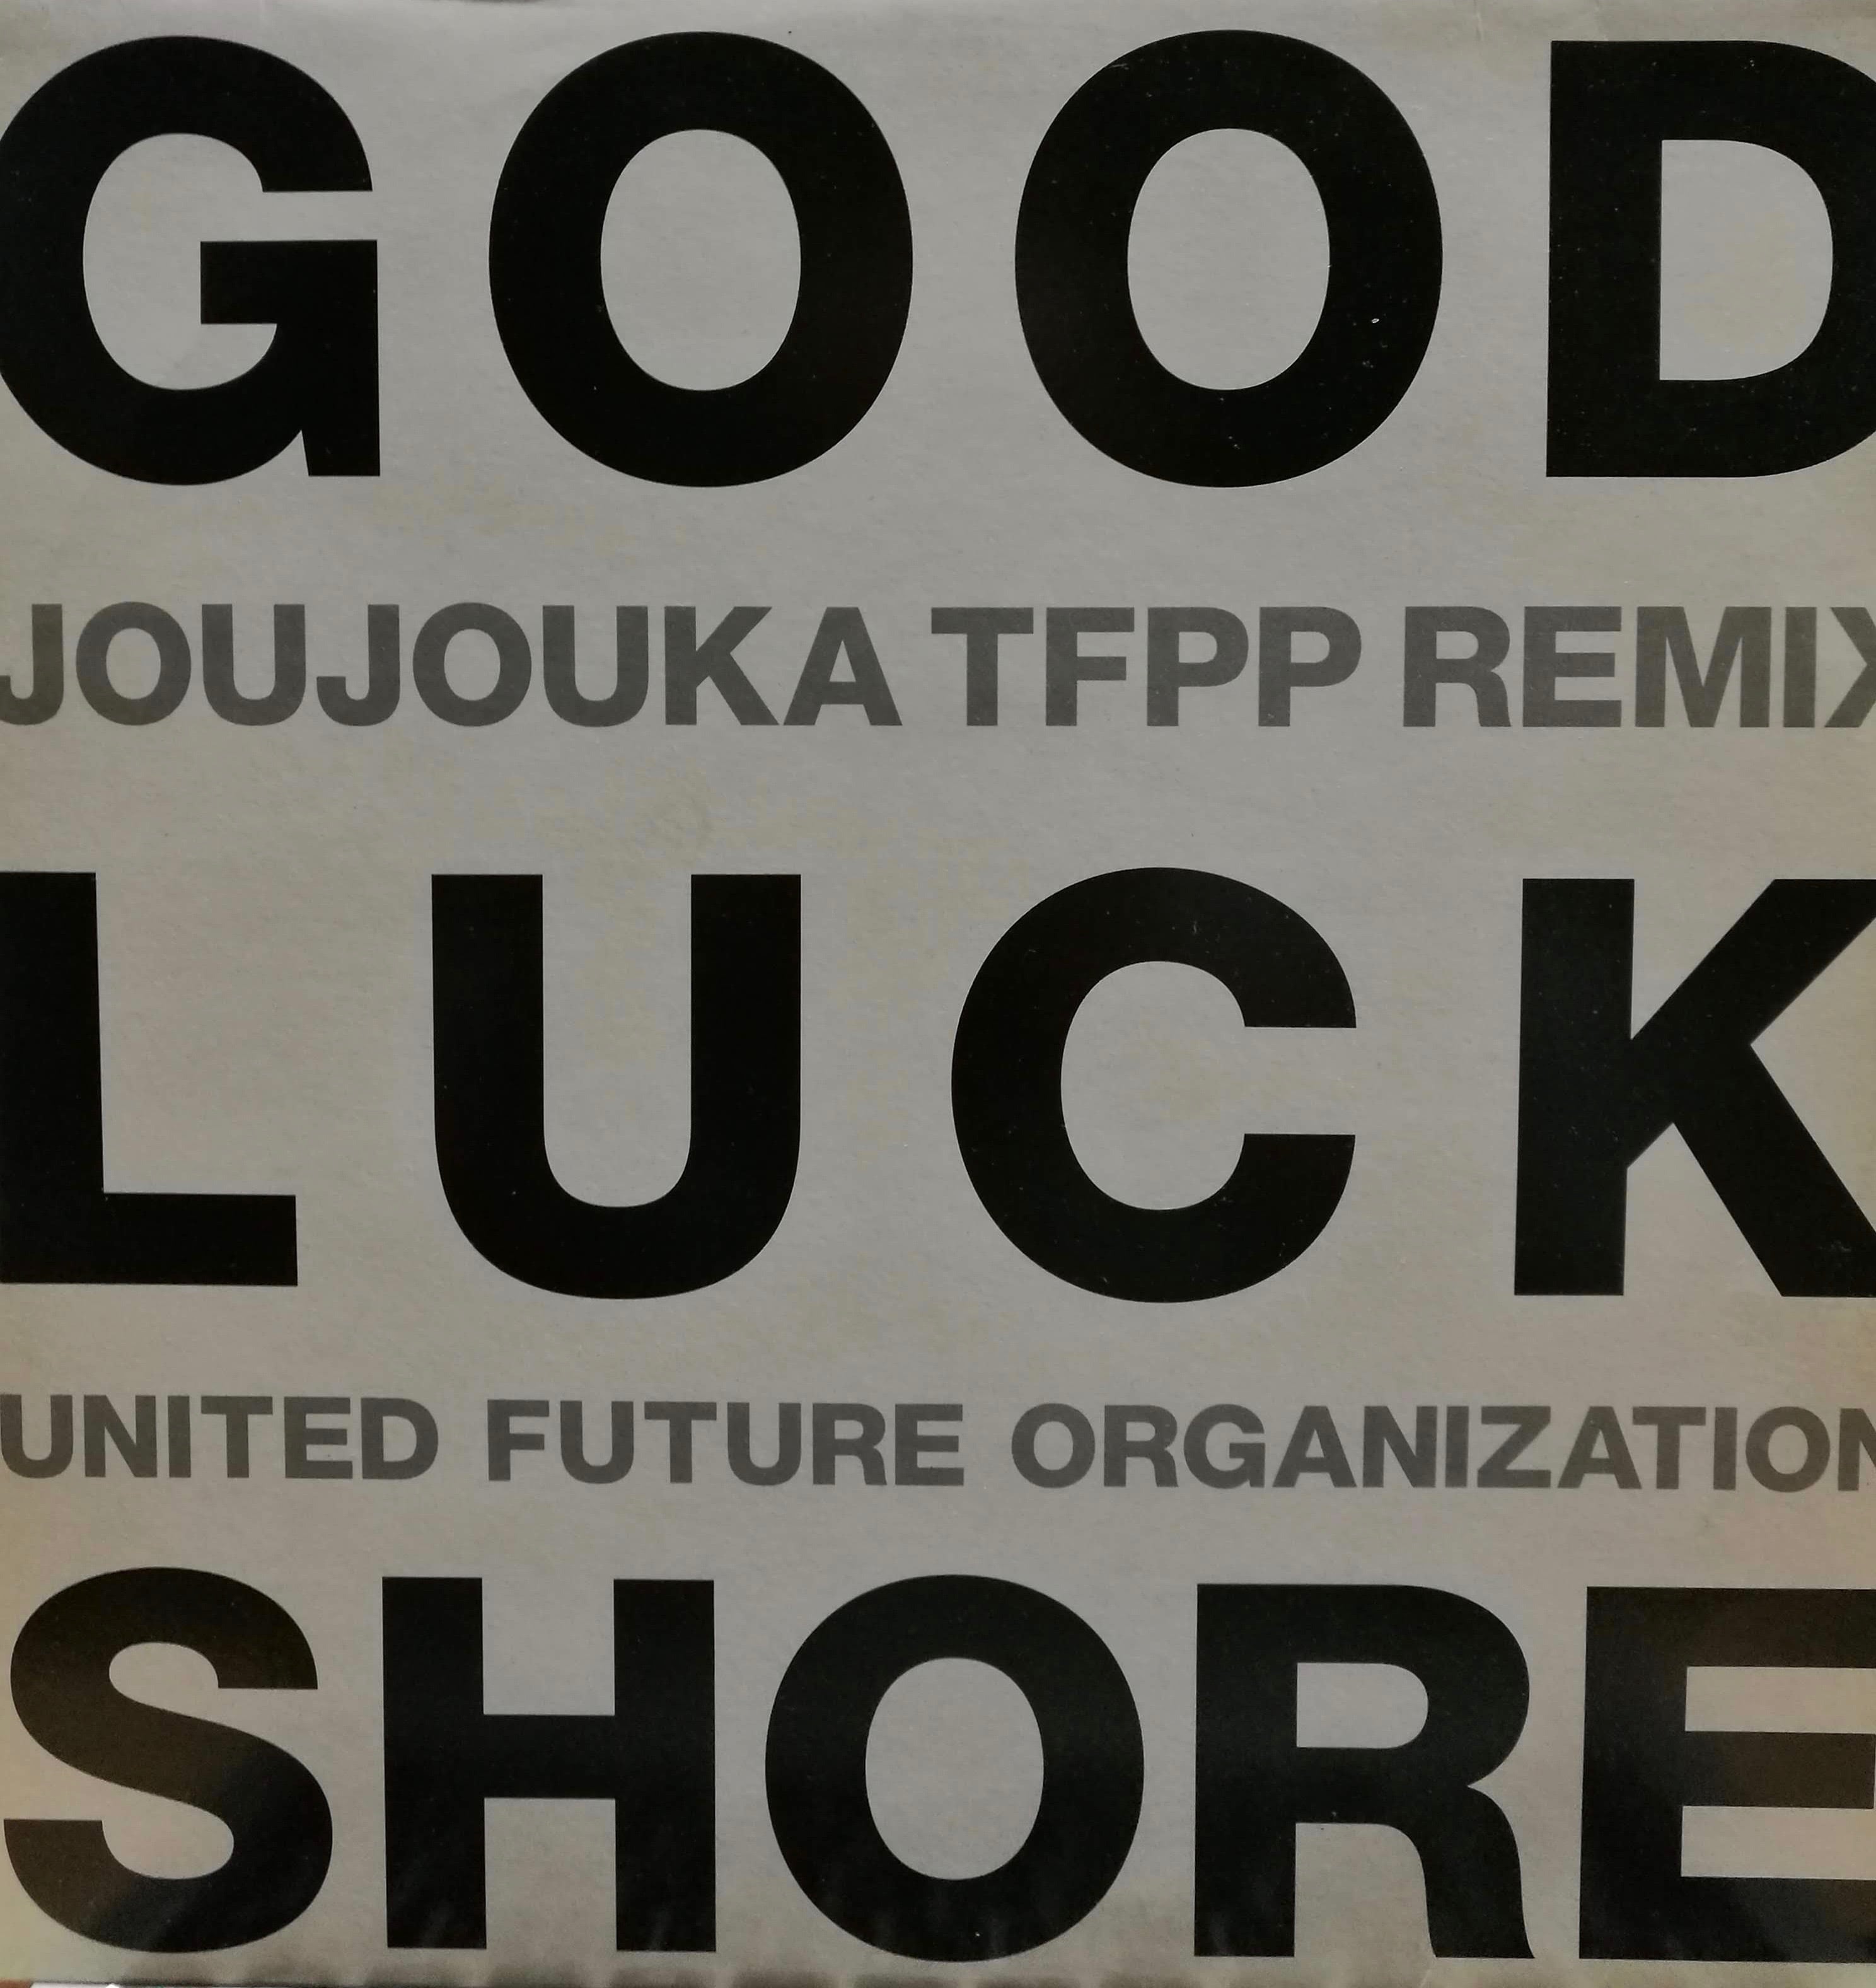 GOOD
JOUJOUKA TFPP REMIX
LUCK
UNITED FUTURE ORGANIZATION
SHORE